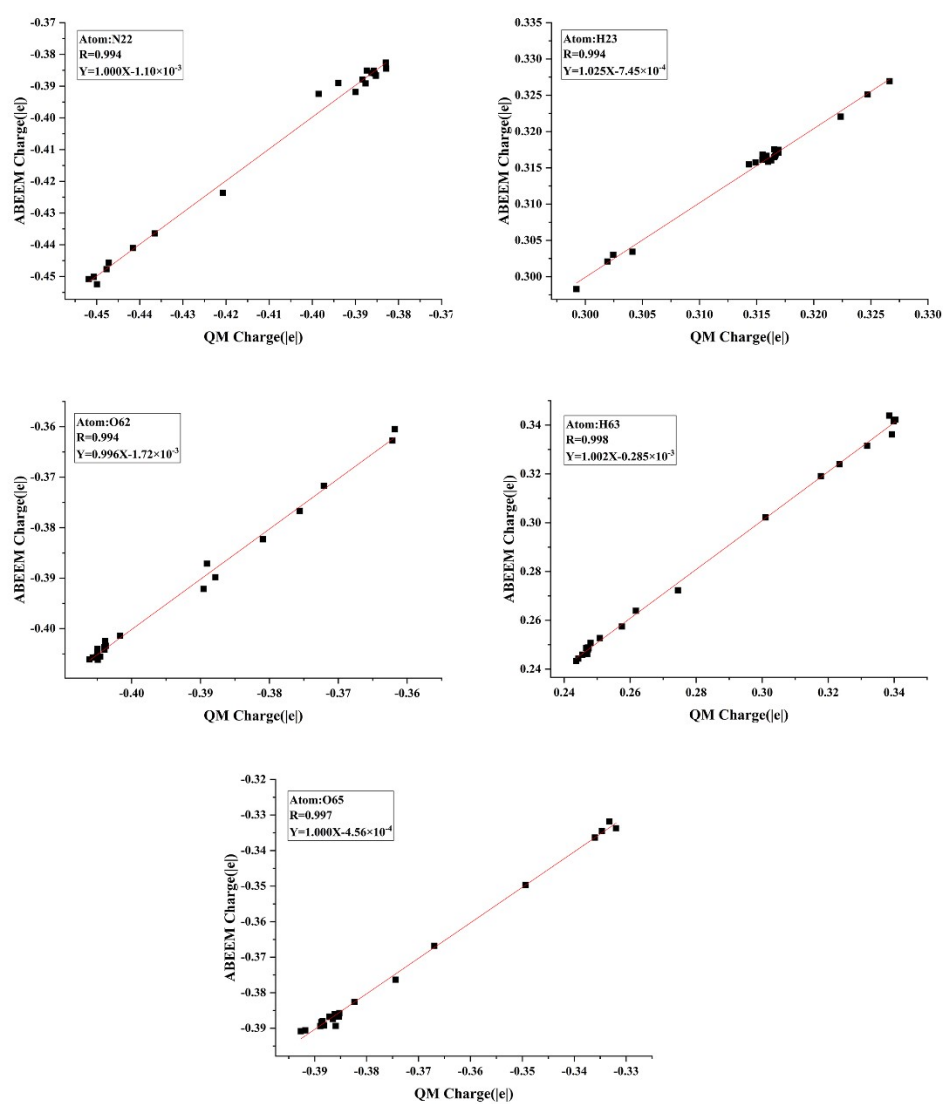 Atom:N22
R=0.994
Y=1.000X-1.10×10⁻³
-0.37
-0.38
-0.39
-0.40
-0.41
-0.42
-0.43
-0.44
-0.45
ABEEM Charge(|e|)
-0.45 -0.44 -0.43 -0.42 -0.41 -0.40 -0.39 -0.38 -0.37
QM Charge(|e|)
Atom:H23
R=0.994
Y=1.025X-7.45×10⁻⁴
0.335
0.330
0.325
0.320
0.315
0.310
0.305
0.300
ABEEM Charge(|e|)
0.300 0.305 0.310 0.315 0.320 0.325 0.330
QM Charge(|e|)
Atom:O62
R=0.994
Y=0.996X-1.72×10⁻³
-0.36
-0.37
-0.38
-0.39
-0.40
ABEEM Charge(|e|)
-0.40 -0.39 -0.38 -0.37 -0.36
QM Charge(|e|)
Atom:H63
R=0.998
Y=1.002X-0.285×10⁻³
0.34
0.32
0.30
0.28
0.26
0.24
ABEEM Charge(|e|)
0.24 0.26 0.28 0.30 0.32 0.34
QM Charge(|e|)
Atom:O65
R=0.997
Y=1.000X-4.56×10⁻⁴
-0.32
-0.33
-0.34
-0.35
-0.36
-0.37
-0.38
-0.39
ABEEM Charge(|e|)
-0.39 -0.38 -0.37 -0.36 -0.35 -0.34 -0.33
QM Charge(|e|)